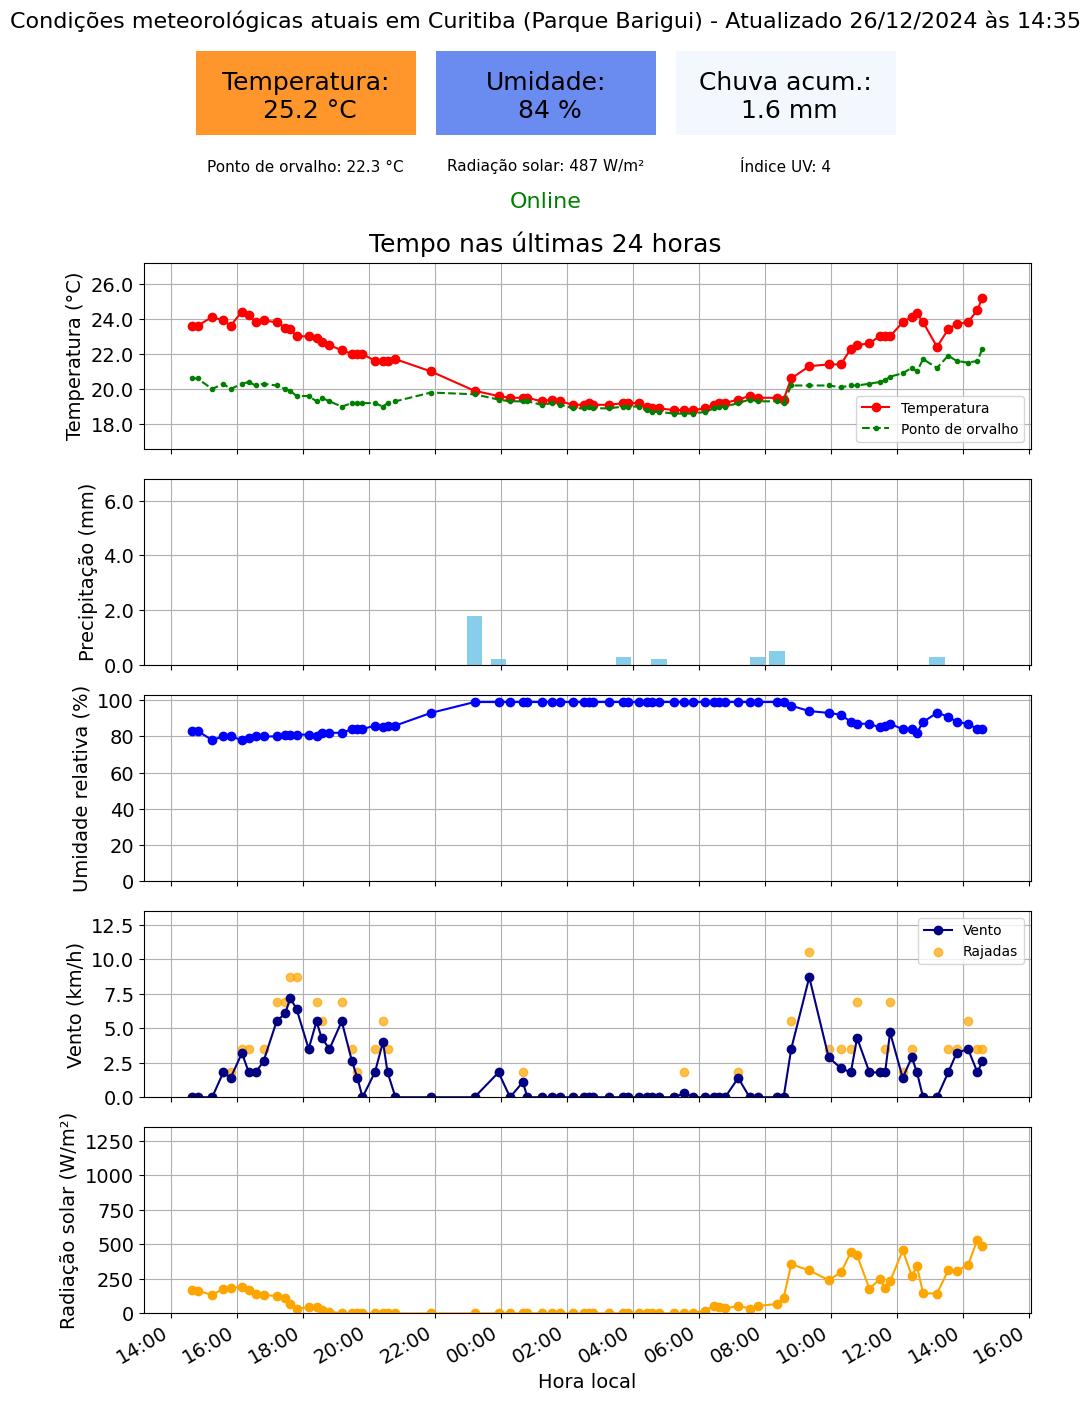 Condições meteorológicas atuais em Curitiba (Parque Barigui) - Atualizado 26/12/2024 às 14:35
Temperatura:
25.2 °C
Umidade:
84 %
Chuva acum.:
1.6 mm
Ponto de orvalho: 22.3 °C
Radiação solar: 487 W/m²
Índice UV: 4
Online
Tempo nas últimas 24 horas
Temperatura (°C)
26.0
24.0
22.0
20.0
18.0
Temperatura
Ponto de orvalho
Precipitação (mm)
6.0
4.0
2.0
0.0
Umidade relativa (%)
100
80
60
40
20
0
Vento (km/h)
12.5
10.0
7.5
5.0
2.5
0.0
Vento
Rajadas
Radiação solar (W/m²)
1250
1000
750
500
250
0
14:00
16:00
18:00
20:00
22:00
00:00
02:00
04:00
06:00
08:00
10:00
12:00
14:00
16:00
Hora local